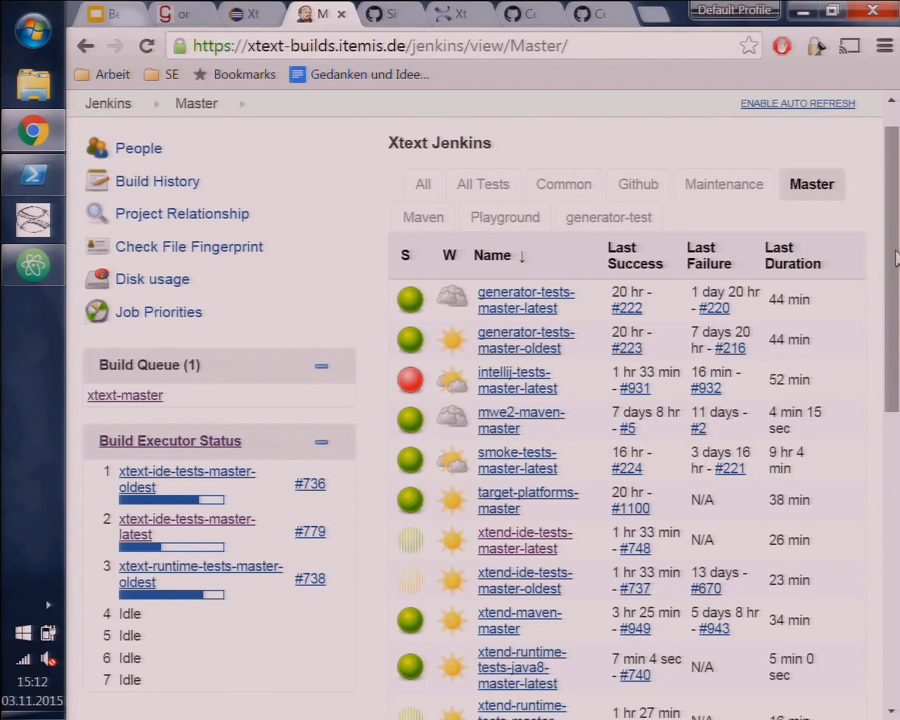 Be
or
Xt
M
Si
Xt
Default Profile
https://xtext-builds.itemis.de/jenkins/view/Master/
Arbeit
SE
Bookmarks
Gedanken und Idee...
Jenkins
Master
ENABLE AUTO REFRESH
People
Build History
Project Relationship
Check File Fingerprint
Disk usage
Job Priorities
Build Queue (1)
xtext-master
Build Executor Status
1 xtext-ide-tests-master-
oldest
#736
2 xtext-ide-tests-master-
latest
#779
3 xtext-runtime-tests-master-
oldest
#738
4 Idle
5 Idle
6 Idle
7 Idle
Xtext Jenkins
All
All Tests
Common
Github
Maintenance
Master
Maven
Playground
generator-test
S W Name ↓ Last
Success
Last
Failure
Last
Duration
generator-tests-
master-latest
20 hr -
#222
1 day 20 hr
- #220
44 min
generator-tests-
master-oldest
20 hr -
#223
7 days 20
hr - #216
44 min
intellij-tests-
master-latest
1 hr 33 min
- #931
16 min -
#932
52 min
mwe2-maven-
master
7 days 8 hr
- #5
11 days -
#2
4 min 15
sec
smoke-tests-
master-latest
16 hr -
#224
3 days 16
hr - #221
9 hr 4
min
target-platforms-
master
20 hr -
#1100
N/A
38 min
xtend-ide-tests-
master-latest
1 hr 33 min
- #748
N/A
26 min
xtend-ide-tests-
master-oldest
1 hr 33 min
- #737
13 days -
#670
23 min
xtend-maven-
master
3 hr 25 min
- #949
5 days 8 hr
- #943
34 min
xtend-runtime-
tests-java8-
master-latest
7 min 4 sec
- #740
N/A
5 min 0
sec
xtend-runtime-
1 hr 27 min
15:12
03.11.2015